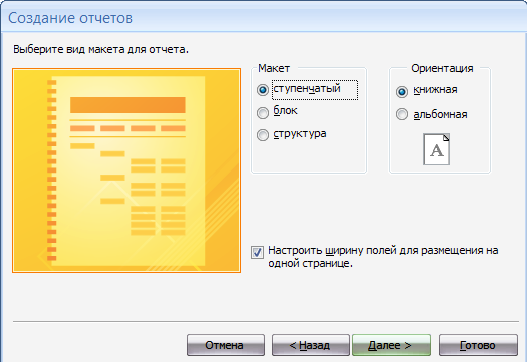 Создание отчетов
Выберите вид макета для отчета.
Макет
ступенчатый
блок
структура
Ориентация
книжная
альбомная
A
Настроить ширину полей для размещения на
одной странице.
Отмена
< Назад
Далее >
Готово